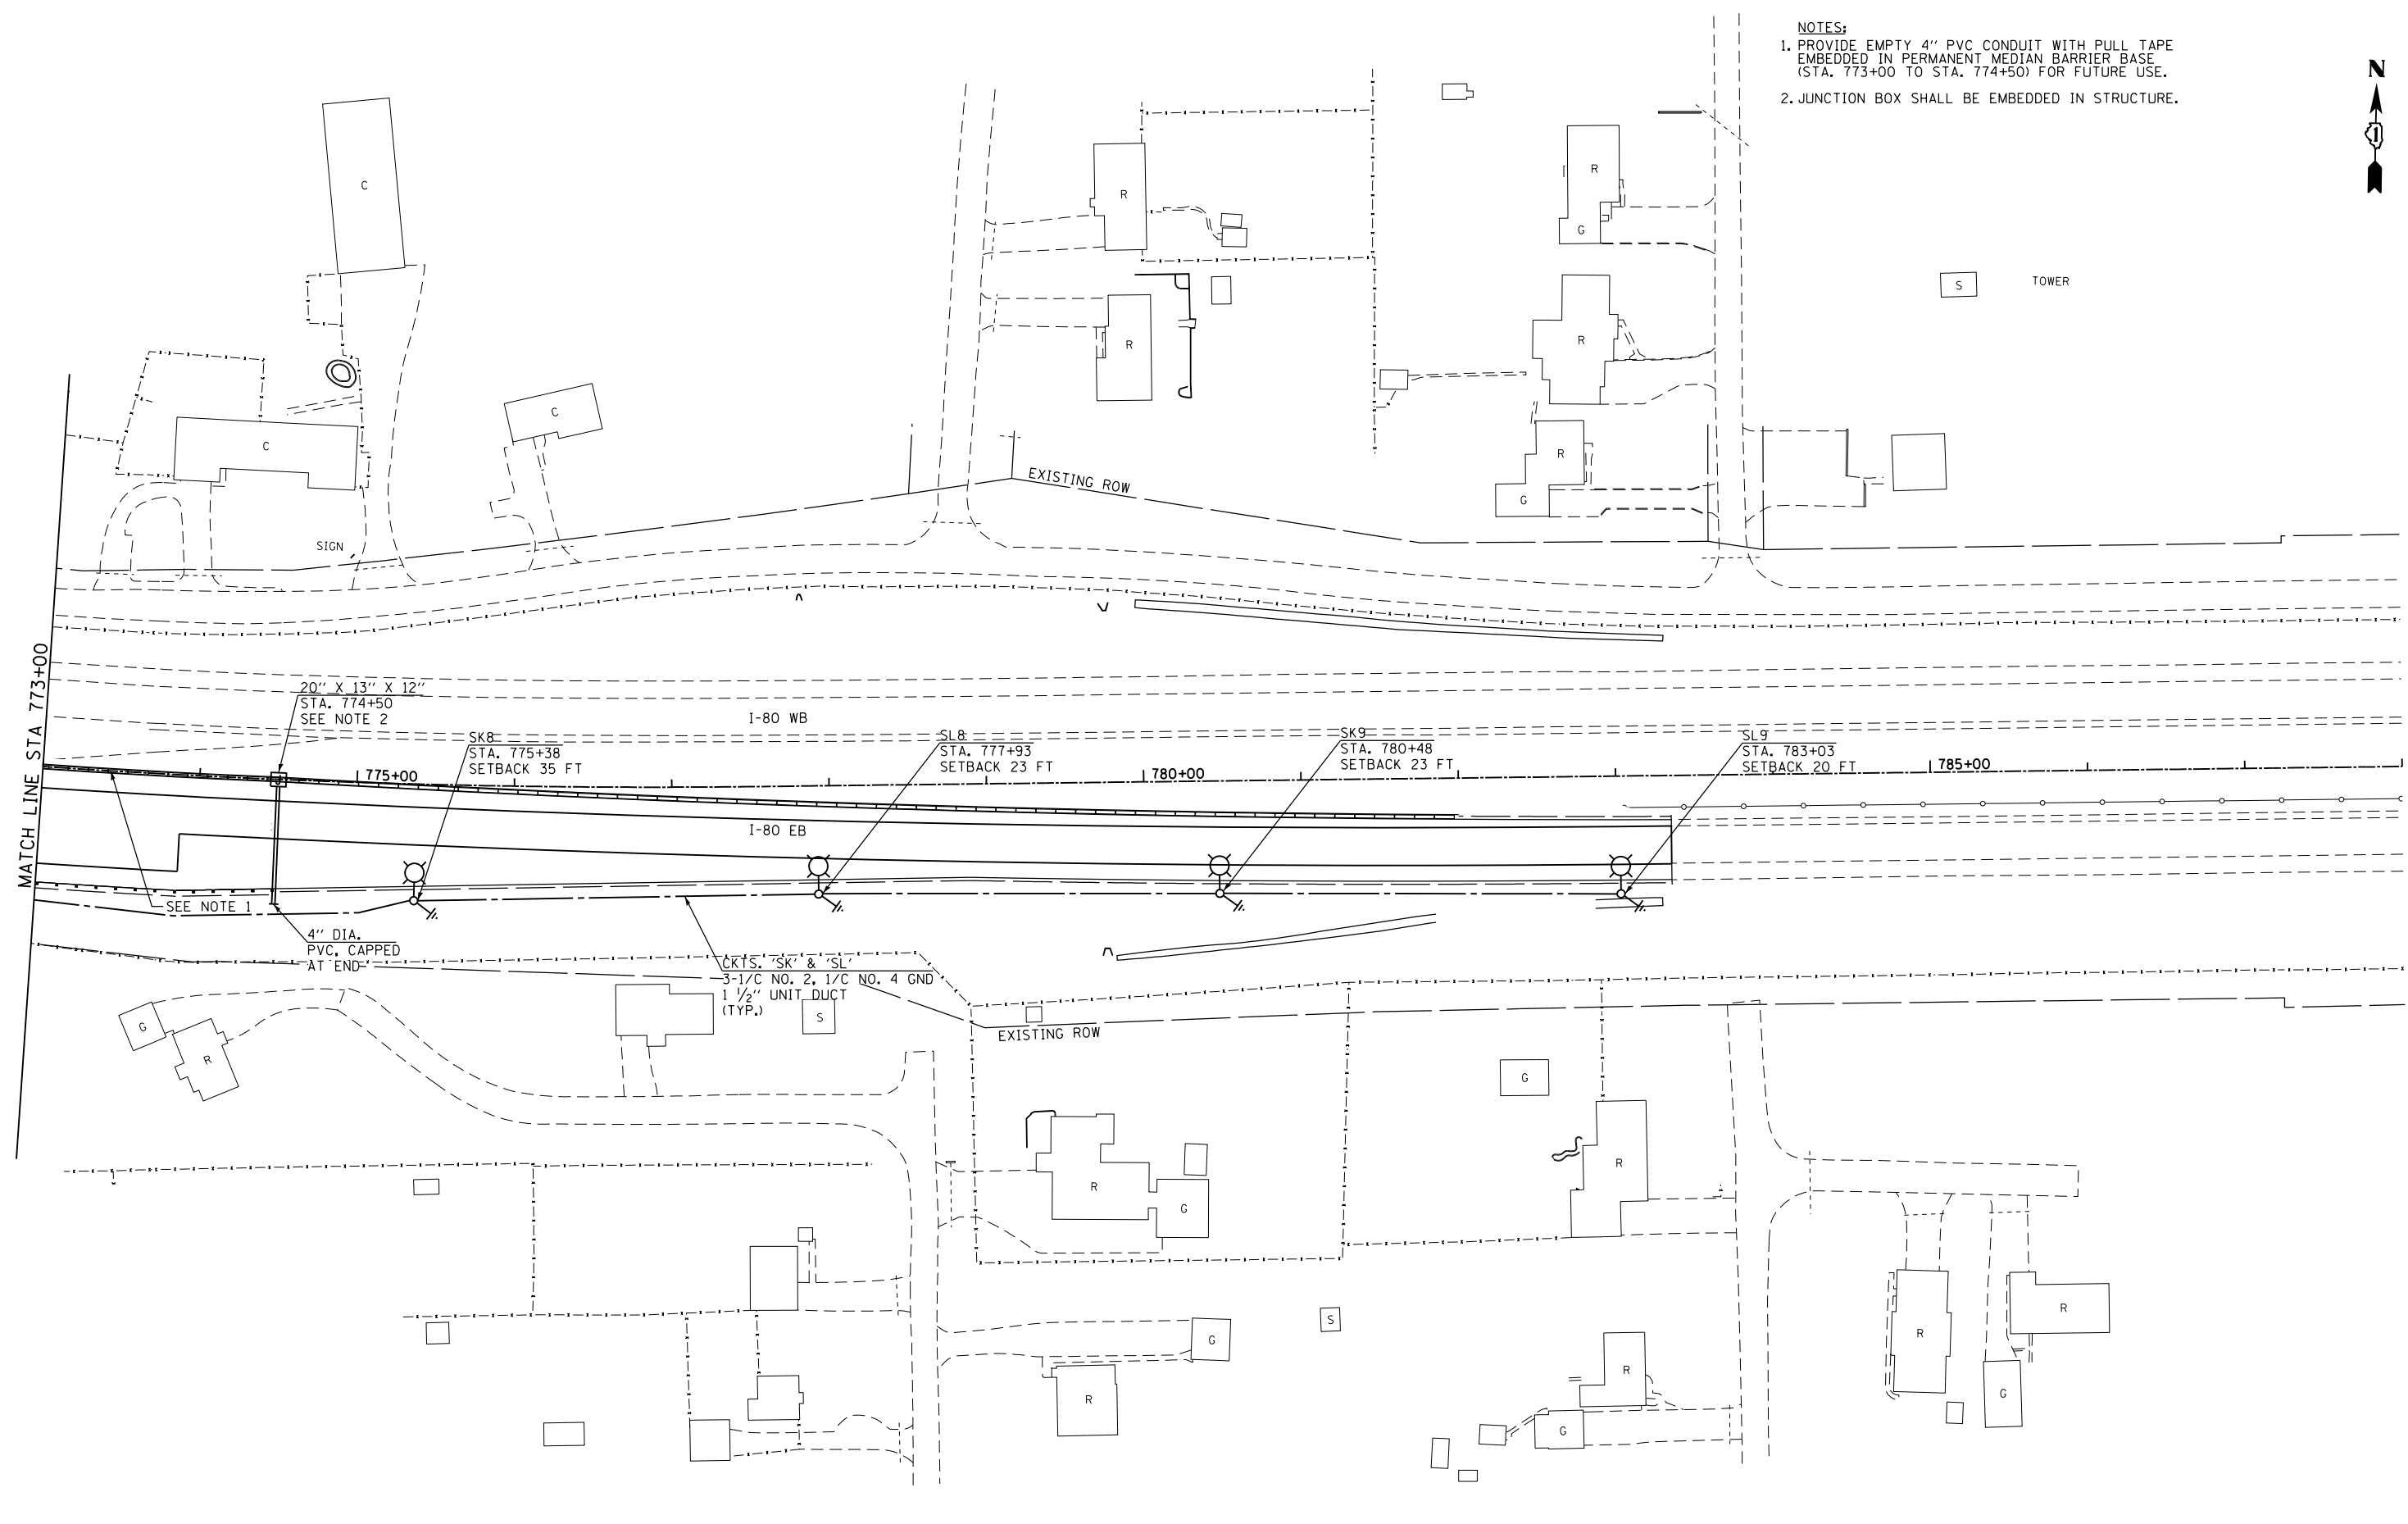 NOTES:
1. PROVIDE EMPTY 4" PVC CONDUIT WITH PULL TAPE
EMBEDDED IN PERMANENT MEDIAN BARRIER BASE
(STA. 773+00 TO STA. 774+50) FOR FUTURE USE.
2. JUNCTION BOX SHALL BE EMBEDDED IN STRUCTURE.
N
1
C
R
R
G
S
TOWER
R
R
C
C
R
G
EXISTING ROW
SIGN
MATCH LINE STA 773+00
20" X 13" X 12"
STA. 774+50
SEE NOTE 2
I-80 WB
SK8
STA. 775+38
SETBACK 35 FT
SL8
STA. 777+93
SETBACK 23 FT
SK9
STA. 780+48
SETBACK 23 FT
SL9
STA. 783+03
SETBACK 20 FT
775+00
780+00
785+00
I-80 EB
SEE NOTE 1
4" DIA.
PVC, CAPPED
AT END
CKTS. 'SK' & 'SL'
3-1/C NO. 2, 1/C NO. 4 GND
1 1/2" UNIT DUCT
(TYP.)
S
EXISTING ROW
G
R
G
R
R
G
R
S
G
R
R
G
R
R
G